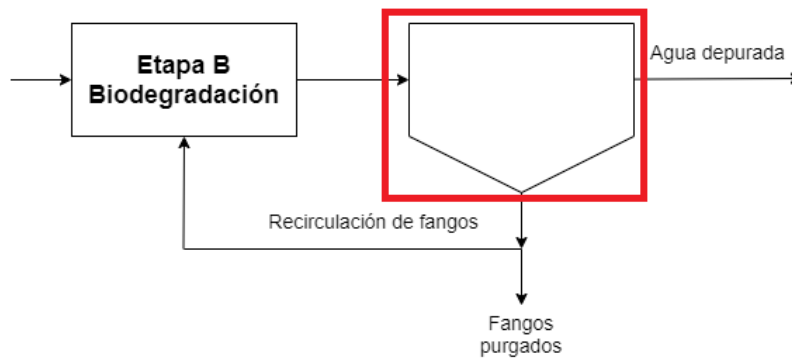 Etapa B
Biodegradación
Agua depurada
Recirculación de fangos
Fangos
purgados